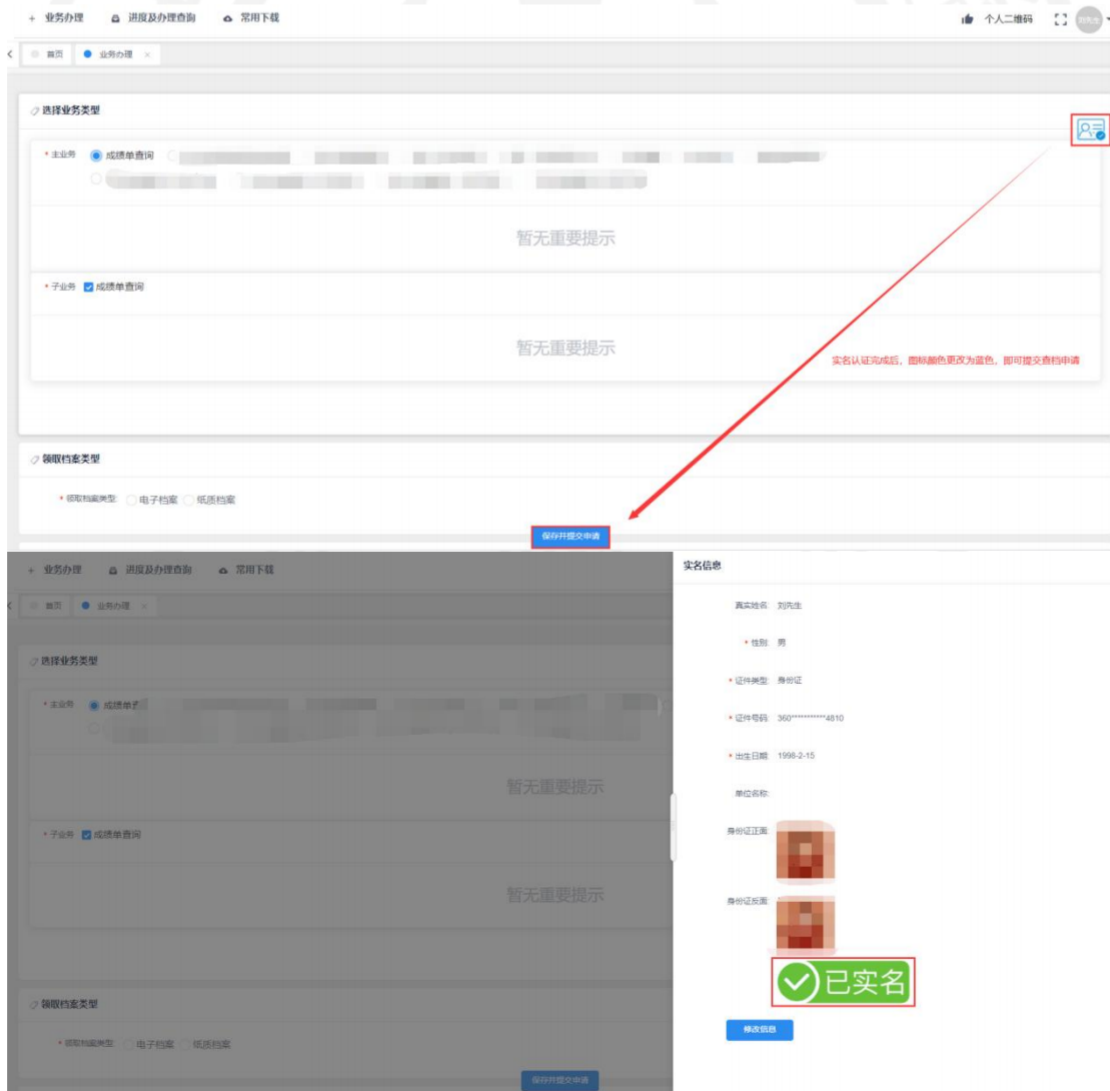 + 业务办理 进度及办理查询 常用下载 个人二维码 刘先生
首页 业务办理 ×
选择业务类型
* 主业务 成绩单查询
暂无重要提示
* 子业务 成绩单查询
暂无重要提示
实名认证完成后，图标颜色更改为蓝色，即可提交查档申请
领取档案类型
* 领取档案类型: 电子档案 纸质档案
保存并提交申请
+ 业务办理 进度及办理查询 常用下载
首页 业务办理 ×
选择业务类型
* 主业务 成绩单
暂无重要提示
* 子业务 成绩单查询
暂无重要提示
领取档案类型
* 领取档案类型: 电子档案 纸质档案
保存并提交申请
实名信息
真实姓名: 刘先生
* 性别: 男
* 证件类型: 身份证
* 证件号码: 360***********4810
* 出生日期: 1998-2-15
单位名称:
身份证正面:
身份证反面:
已实名
修改信息